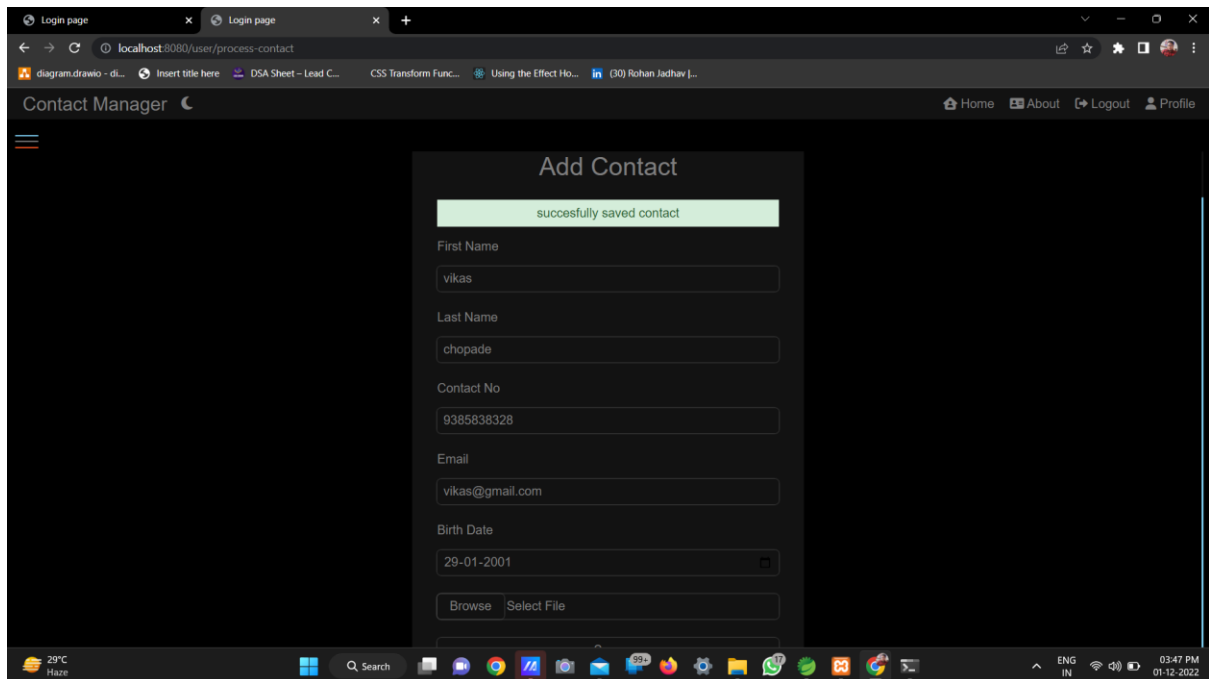 Login page
Login page
localhost:8080/user/process-contact
diagram.drawio - di...
Insert title here
DSA Sheet – Lead C...
CSS Transform Func...
Using the Effect Ho...
in (30) Rohan Jadhav |...
Contact Manager
Home
About
Logout
Profile
Add Contact
succesfully saved contact
First Name
vikas
Last Name
chopade
Contact No
9385838328
Email
vikas@gmail.com
Birth Date
29-01-2001
Browse Select File
29°C
Haze
Search
99+
17
ENG
IN
03:47 PM
01-12-2022